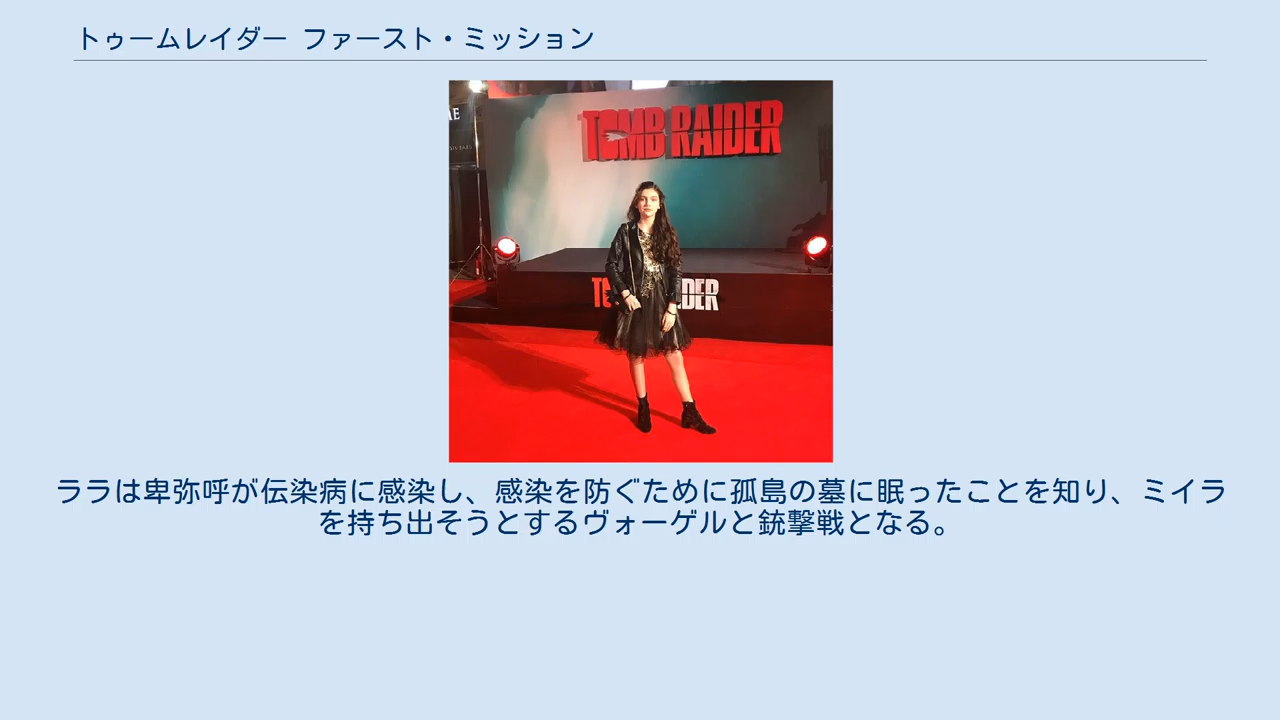 トゥームレイダー ファースト・ミッション
TOMB RAIDER
ララは卑弥呼が伝染病に感染し、感染を防ぐために孤島の墓に眠ったことを知り、ミイラ
を持ち出そうとするヴォーゲルと銃撃戦となる。